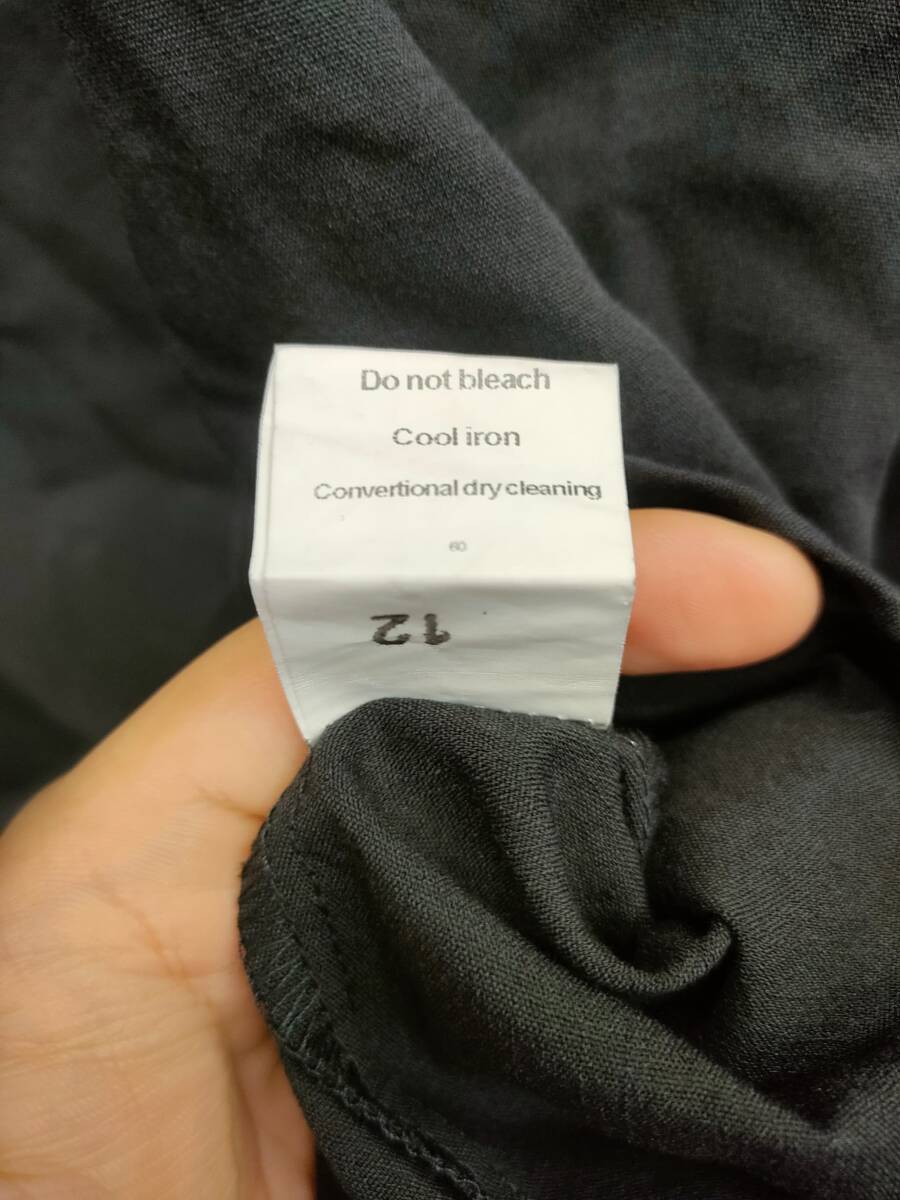 Do not bleach
Cool iron
Convertional dry cleaning
60
12